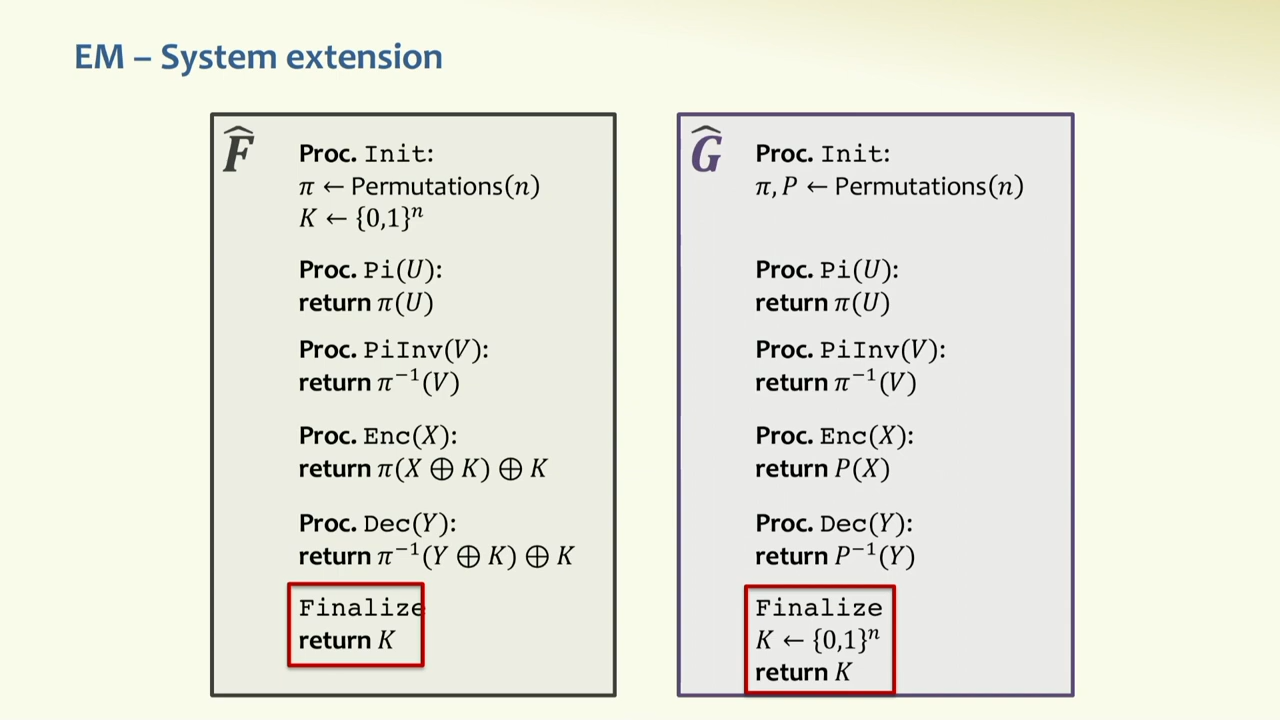 EM – System extension
F̂
Proc. Init:
π ← Permutations(n)
K ← {0,1}ⁿ
Proc. Pi(U):
return π(U)
Proc. PiInv(V):
return π⁻¹(V)
Proc. Enc(X):
return π(X ⊕ K) ⊕ K
Proc. Dec(Y):
return π⁻¹(Y ⊕ K) ⊕ K
Finalize
return K
Ĝ
Proc. Init:
π, P ← Permutations(n)
Proc. Pi(U):
return π(U)
Proc. PiInv(V):
return π⁻¹(V)
Proc. Enc(X):
return P(X)
Proc. Dec(Y):
return P⁻¹(Y)
Finalize
K ← {0,1}ⁿ
return K